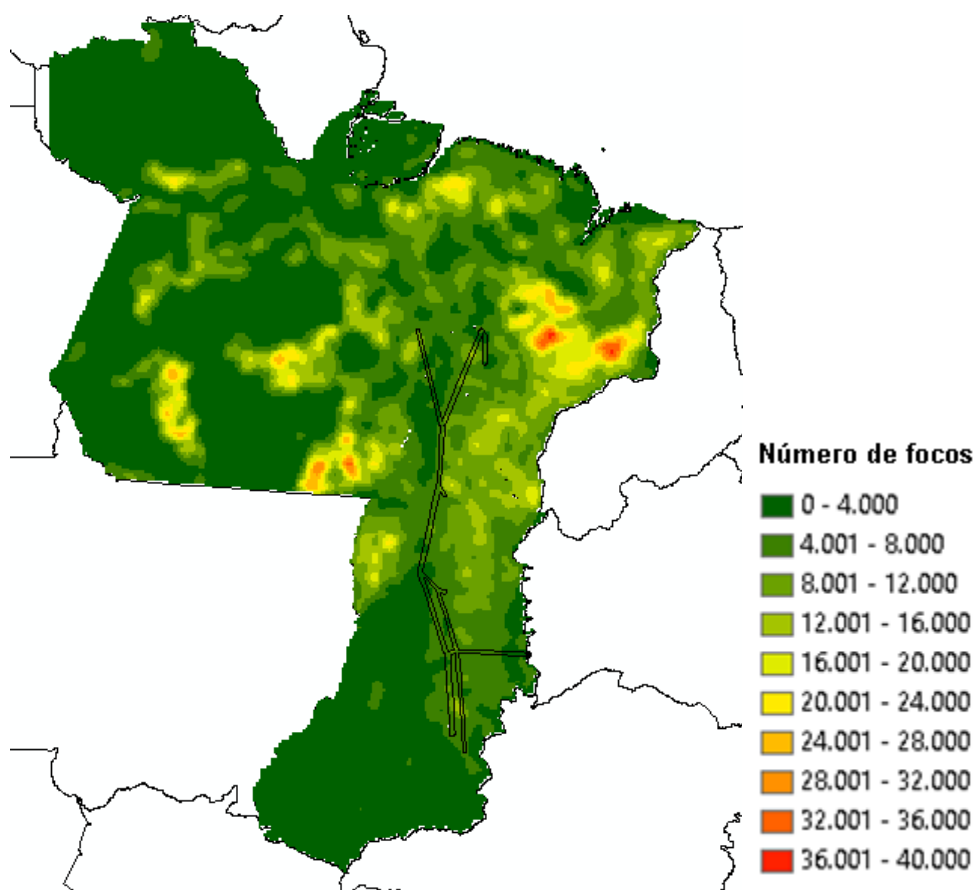 Número de focos
0 - 4.000
4.001 - 8.000
8.001 - 12.000
12.001 - 16.000
16.001 - 20.000
20.001 - 24.000
24.001 - 28.000
28.001 - 32.000
32.001 - 36.000
36.001 - 40.000